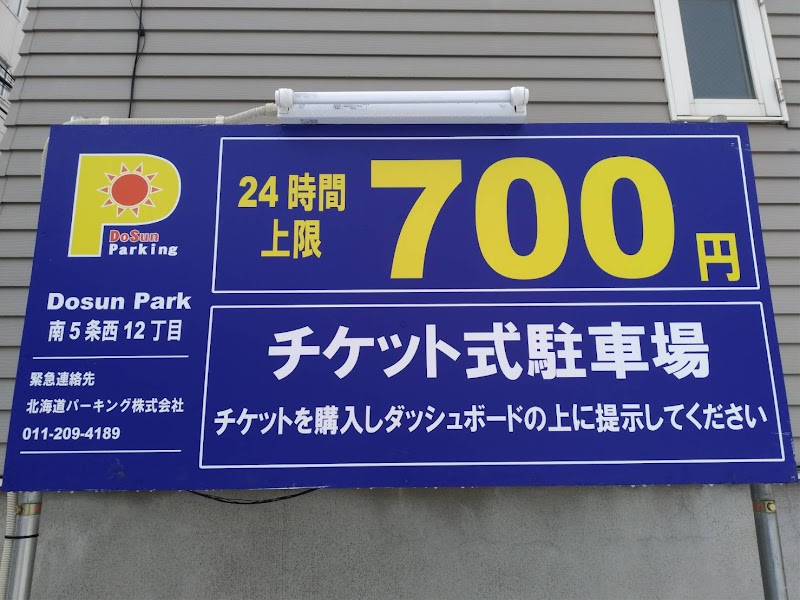 DoSun
Parking
Dosun Park
南5条西12丁目
緊急連絡先
北海道パーキング株式会社
011-209-4189
24時間
上限
700円
チケット式駐車場
チケットを購入しダッシュボードの上に提示してください